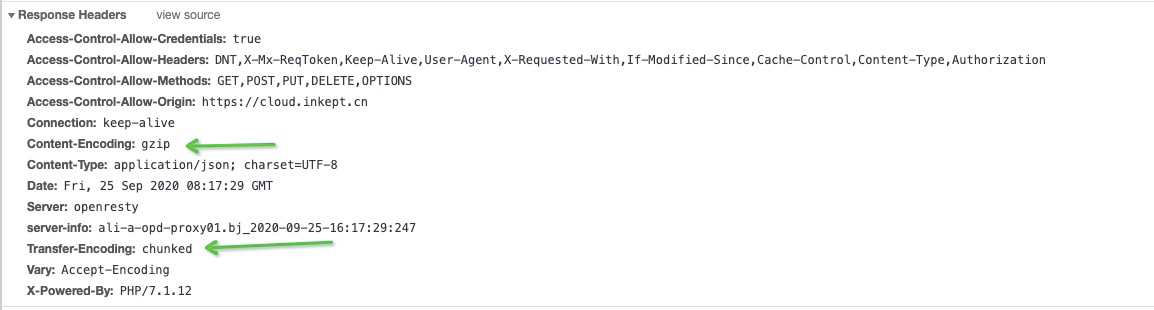 Response Headers view source
Access-Control-Allow-Credentials: true
Access-Control-Allow-Headers: DNT,X-Mx-ReqToken,Keep-Alive,User-Agent,X-Requested-With,If-Modified-Since,Cache-Control,Content-Type,Authorization
Access-Control-Allow-Methods: GET,POST,PUT,DELETE,OPTIONS
Access-Control-Allow-Origin: https://cloud.inkept.cn
Connection: keep-alive
Content-Encoding: gzip
Content-Type: application/json; charset=UTF-8
Date: Fri, 25 Sep 2020 08:17:29 GMT
Server: openresty
server-info: ali-a-opd-proxy01.bj_2020-09-25-16:17:29:247
Transfer-Encoding: chunked
Vary: Accept-Encoding
X-Powered-By: PHP/7.1.12